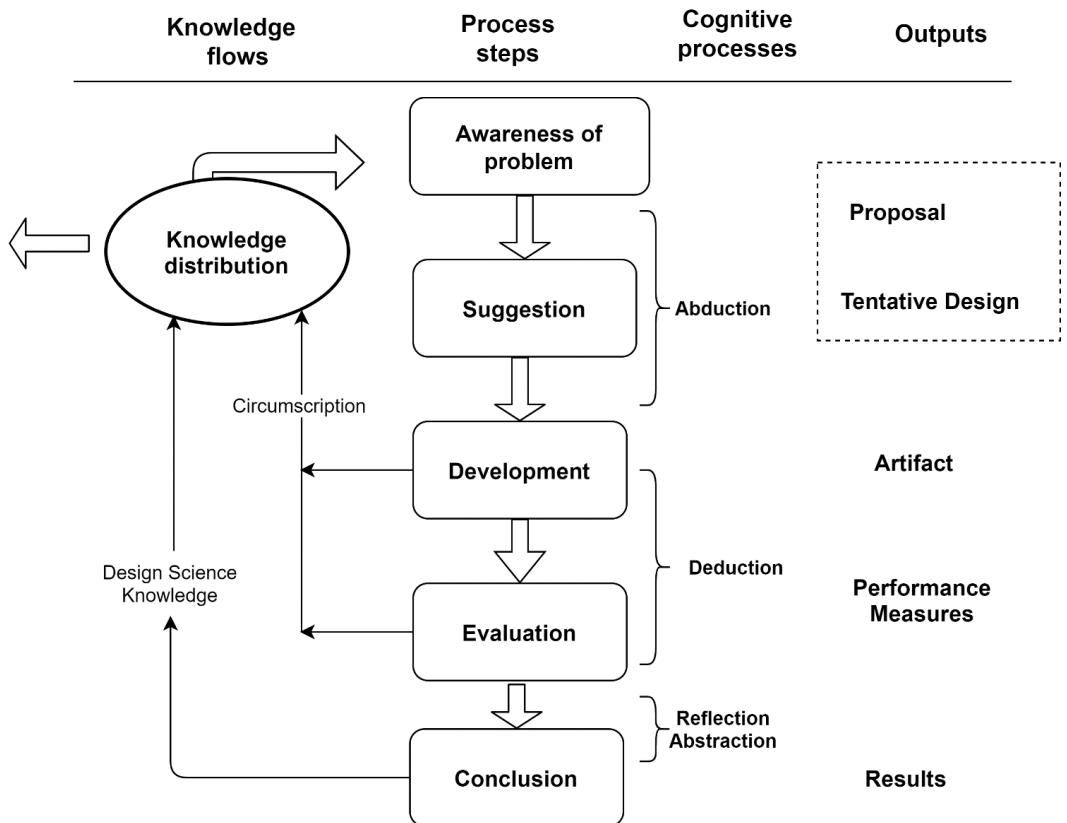 Knowledge
flows
Process
steps
Cognitive
processes
Outputs
Awareness of
problem
Proposal
Knowledge
distribution
Suggestion
Abduction
Tentative Design
Circumscription
Development
Artifact
Deduction
Design Science
Knowledge
Performance
Measures
Evaluation
Reflection
Abstraction
Conclusion
Results